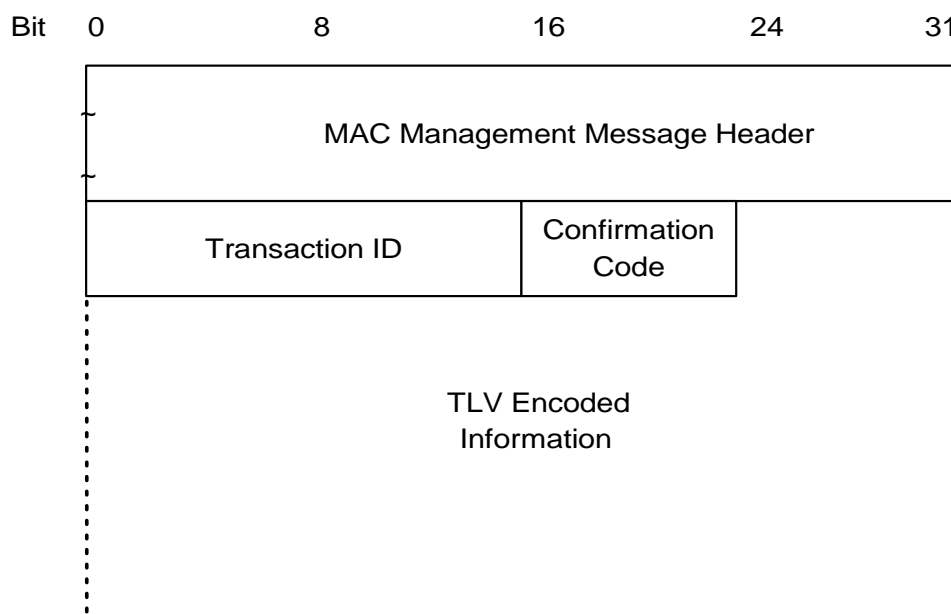 Bit 0 8 16 24 31
MAC Management Message Header
~
~
Transaction ID
Confirmation
Code
TLV Encoded
Information